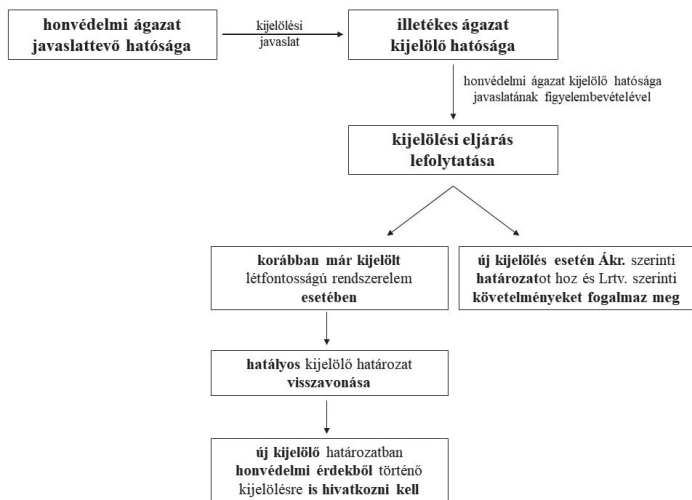 honvédelmi ágazat
javaslattevő hatósága
kijelölési
javaslat
illetékes ágazat
kijelölő hatósága
honvédelmi ágazat kijelölő hatósága
javaslatának figyelembevételével
kijelölési eljárás
lefolytatása
korábban már kijelölt
létfontosságú rendszerelem
esetében
új kijelölés esetén Ákr. szerinti
határozatot hoz és Lrtv. szerinti
követelményeket fogalmaz meg
hatályos kijelölő határozat
visszavonása
új kijelölő határozatban
honvédelmi érdekből történő
kijelölésre is hivatkozni kell